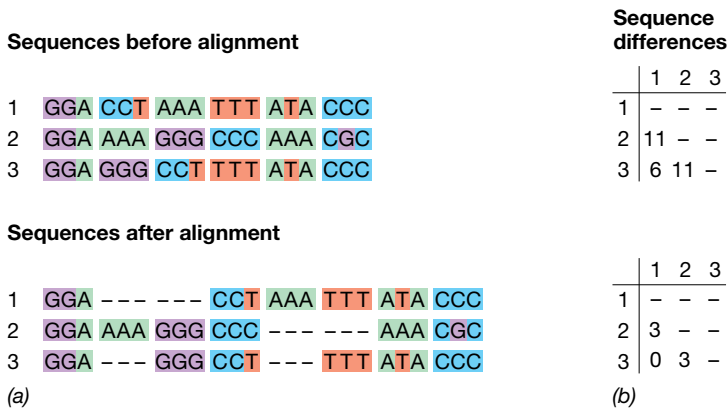 Sequences before alignment
1 GGA CCT AAA TTT ATA CCC
2 GGA AAA GGG CCC AAA CGC
3 GGA GGG CCT TTT ATA CCC
Sequences after alignment
1 GGA – – – – – – CCT AAA TTT ATA CCC
2 GGA AAA GGG CCC – – – – – – AAA CGC
3 GGA – – – GGG CCT – – – TTT ATA CCC
(a)
Sequence
differences
1 2 3
1 – – –
2 11 – –
3 6 11 –
1 2 3
1 – – –
2 3 – –
3 0 3 –
(b)